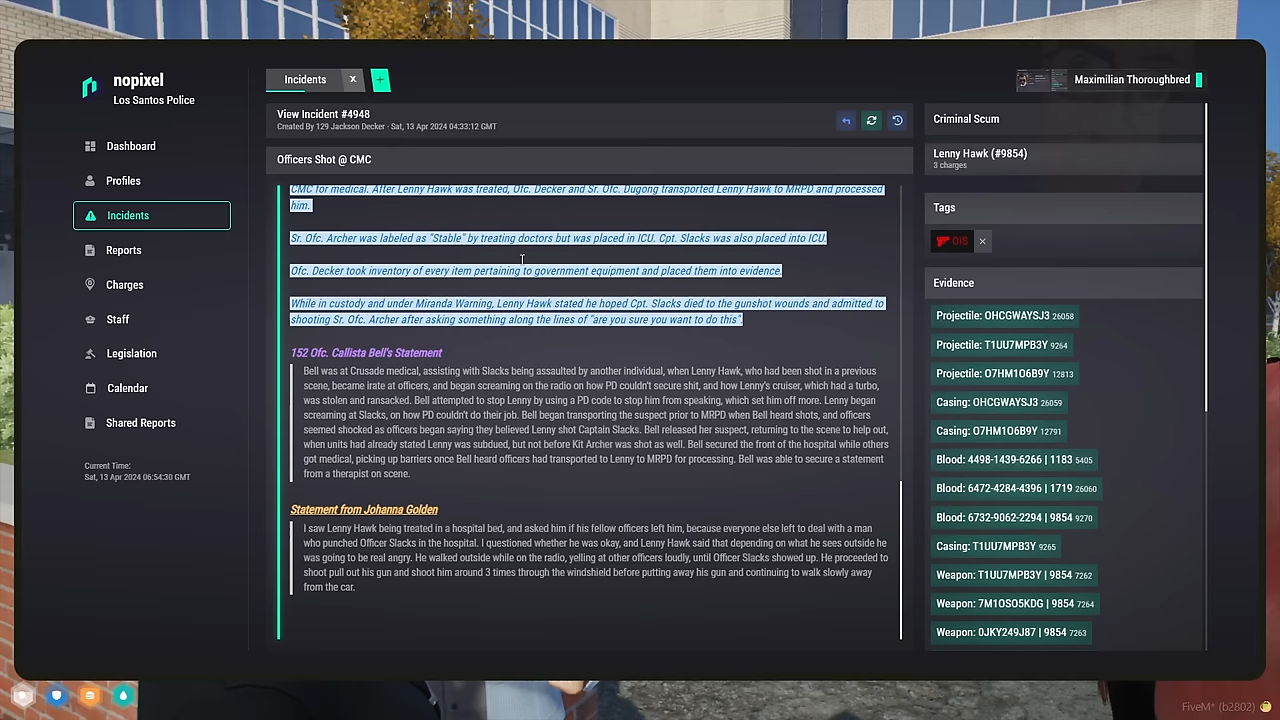 nopixel
Los Santos Police
Dashboard
Profiles
Incidents
Reports
Charges
Staff
Legislation
Calendar
Shared Reports
Current Time:
Sat, 13 Apr 2024 06:54:30 GMT
Incidents x +
Maximilian Thoroughbred
View Incident #4948
Created By 129 Jackson Decker - Sat, 13 Apr 2024 04:33:12 GMT
Officers Shot @ CMC
CMC for medical. After Lenny Hawk was treated, Ofc. Decker and Sr. Ofc. Dugong transported Lenny Hawk to MRPD and processed
him.
Sr. Ofc. Archer was labeled as "Stable" by treating doctors but was placed in ICU. Cpt. Slacks was also placed into ICU.
Ofc. Decker took inventory of every item pertaining to government equipment and placed them into evidence.
While in custody and under Miranda Warning, Lenny Hawk stated he hoped Cpt. Slacks died to the gunshot wounds and admitted to
shooting Sr. Ofc. Archer after asking something along the lines of "are you sure you want to do this".
152 Ofc. Callista Bell's Statement
Bell was at Crusade medical, assisting with Slacks being assaulted by another individual, when Lenny Hawk, who had been shot in a previous
scene, became irate at officers, and began screaming on the radio on how PD couldn't secure shit, and how Lenny's cruiser, which had a turbo,
was stolen and ransacked. Bell attempted to stop Lenny by using a PD code to stop him from speaking, which set him off more. Lenny began
screaming at Slacks, on how PD couldn't do their job. Bell began transporting the suspect prior to MRPD when Bell heard shots, and officers
seemed shocked as officers began saying they believed Lenny shot Captain Slacks. Bell released her suspect, returning to the scene to help out,
when units had already stated Lenny was subdued, but not before Kit Archer was shot as well. Bell secured the front of the hospital while others
got medical, picking up barriers once Bell heard officers had transported to Lenny to MRPD for processing. Bell was able to secure a statement
from a therapist on scene.
Statement from Johanna Golden
I saw Lenny Hawk being treated in a hospital bed, and asked him if his fellow officers left him, because everyone else left to deal with a man
who punched Officer Slacks in the hospital. I questioned whether he was okay, and Lenny Hawk said that depending on what he sees outside he
was going to be real angry. He walked outside while on the radio, yelling at other officers loudly, until Officer Slacks showed up. He proceeded to
shoot pull out his gun and shoot him around 3 times through the windshield before putting away his gun and continuing to walk slowly away
from the car.
Criminal Scum
Lenny Hawk (#9854)
3 charges
Tags
OIS x
Evidence
Projectile: OHCGWAYSJ3 26058
Projectile: T1UU7MPB3Y 9264
Projectile: O7HM1O6B9Y 12813
Casing: OHCGWAYSJ3 26059
Casing: O7HM1O6B9Y 12791
Blood: 4498-1439-6266 | 1183 5405
Blood: 6472-4284-4396 | 1719 26060
Blood: 6732-9062-2294 | 9854 9270
Casing: T1UU7MPB3Y 9265
Weapon: T1UU7MPB3Y | 9854 7262
Weapon: 7M1OSO5KDG | 9854 7264
Weapon: 0JKY249J87 | 9854 7263
FiveM* (b2802)